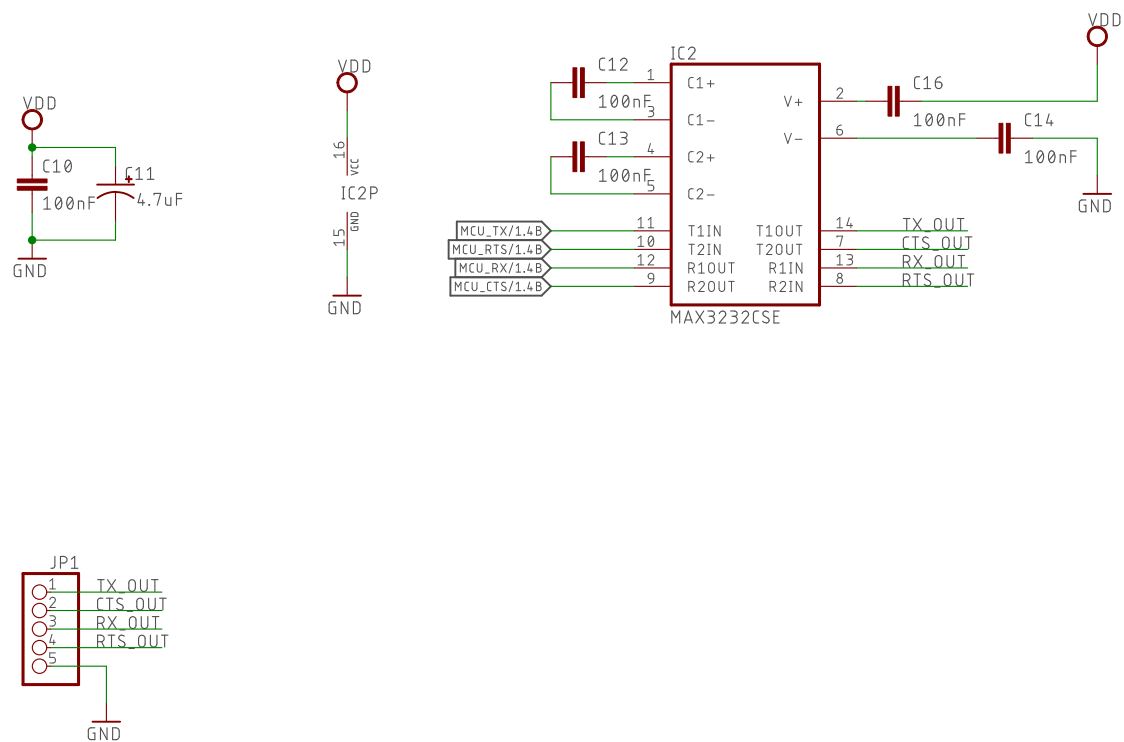 VDD
C10
100nF
C11
4.7uF
GND
VDD
16
VCC
IC2P
GND
15
GND
IC2
C12
100nF
C13
100nF
1
3
4
5
11
10
12
9
C1+
C1-
C2+
C2-
T1IN
T2IN
R1OUT
R2OUT
V+
V-
T1OUT
T2OUT
R1IN
R2IN
2
6
14
7
13
8
MAX3232CSE
MCU_TX/1.4B
MCU_RTS/1.4B
MCU_RX/1.4B
MCU_CTS/1.4B
VDD
C16
100nF
C14
100nF
GND
TX_OUT
CTS_OUT
RX_OUT
RTS_OUT
JP1
1 TX_OUT
2 CTS_OUT
3 RX_OUT
4 RTS_OUT
5
GND